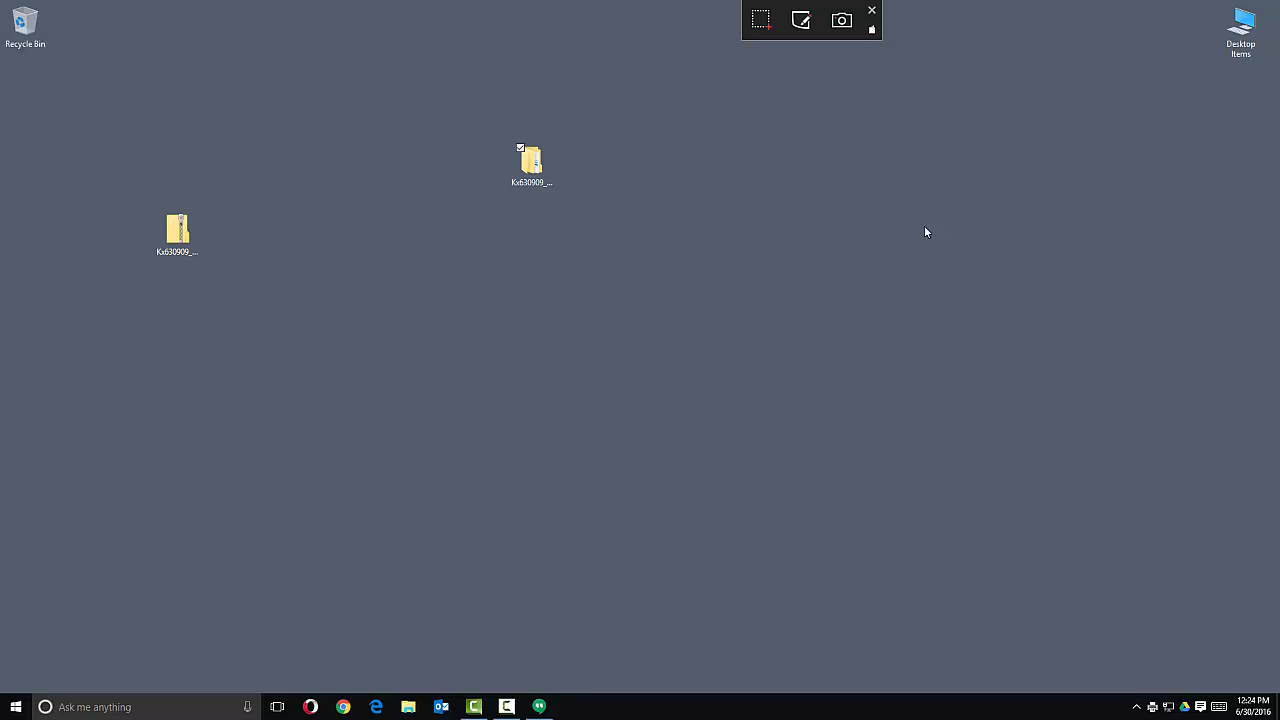 Recycle Bin
Desktop
Items
Kx630909_...
Kx630909_...
Ask me anything
12:24 PM
6/30/2016